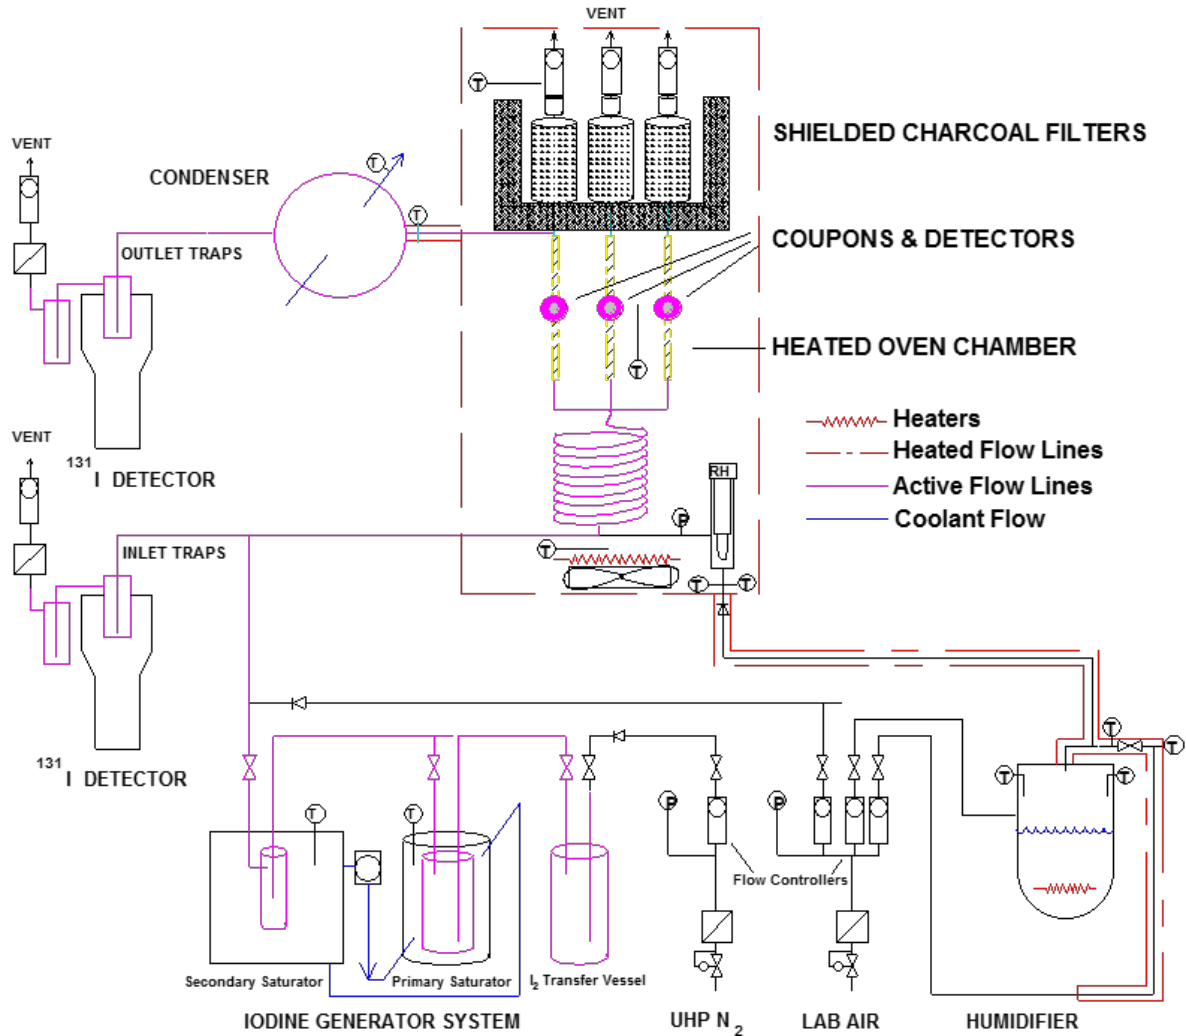 VENT
T
SHIELDED CHARCOAL FILTERS
VENT
T
CONDENSER
T
COUPONS & DETECTORS
OUTLET TRAPS
HEATED OVEN CHAMBER
T
Heaters
VENT
Heated Flow Lines
131
I DETECTOR
RH
Active Flow Lines
P
Coolant Flow
INLET TRAPS
T
T
T
T
T
131
I DETECTOR
T
T
T
T
P
P
Flow Controllers
Secondary Saturator
Primary Saturator
I2 Transfer Vessel
IODINE GENERATOR SYSTEM
UHP N2
LAB AIR
HUMIDIFIER